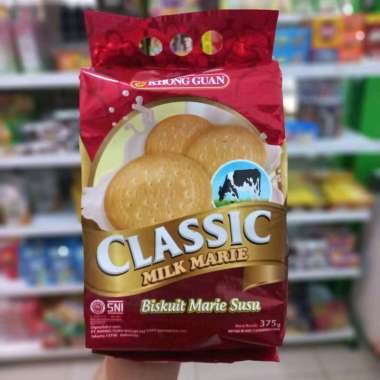 KHONG GUAN
CLASSIC
MILK MARIE
Biskuit Marie Susu
SNI
375g